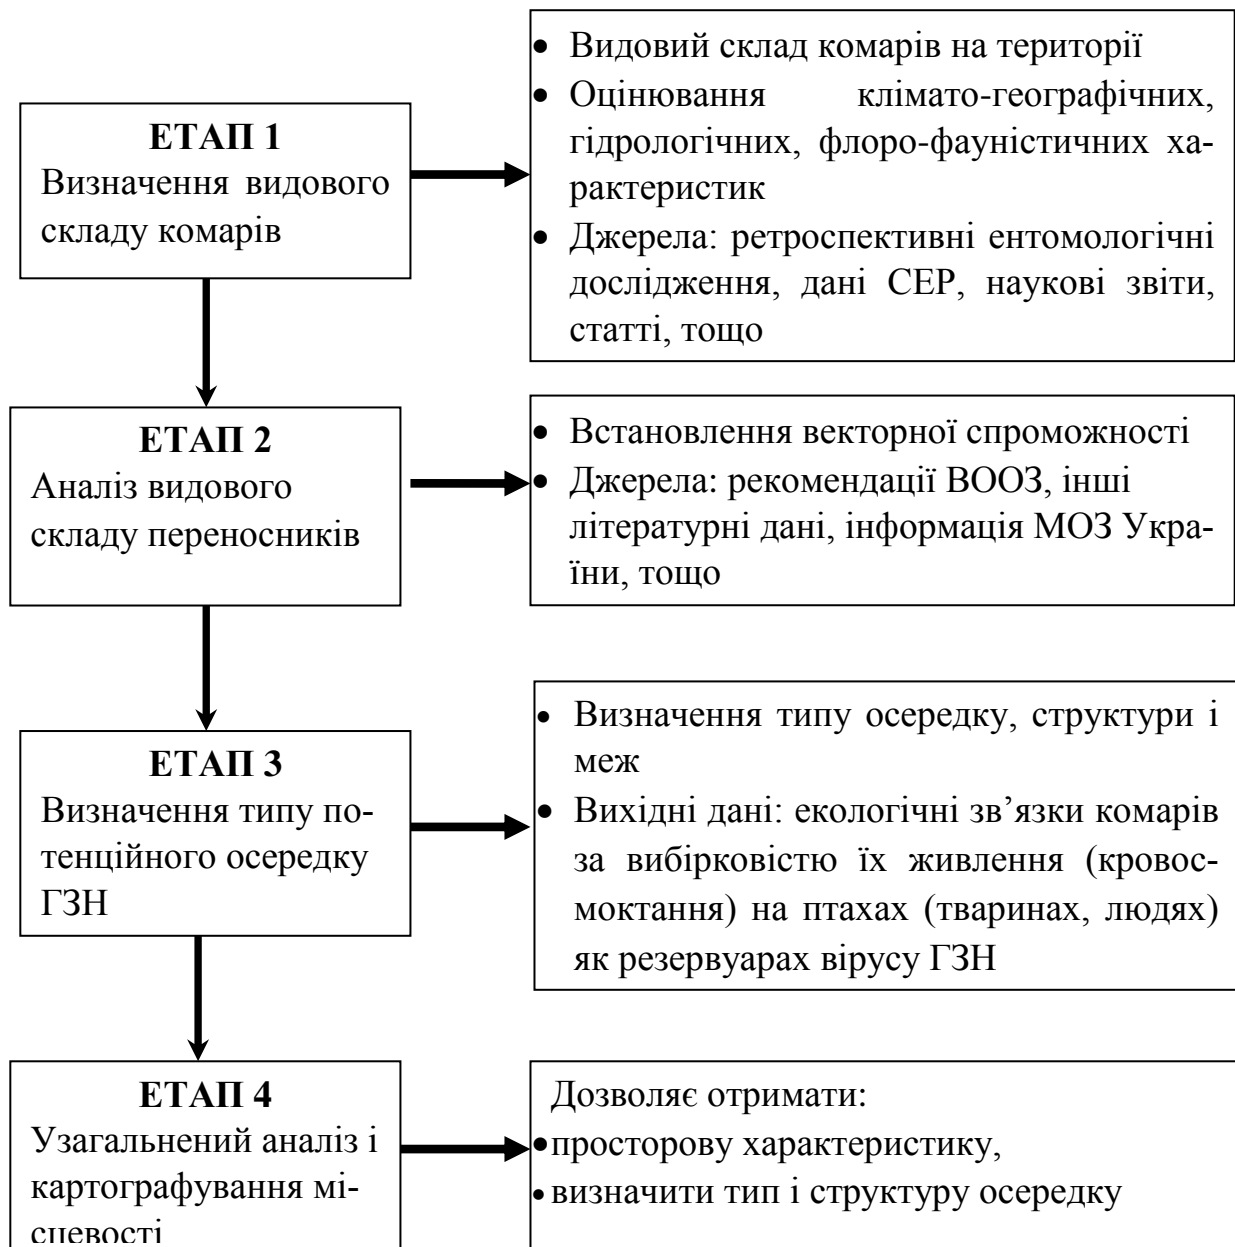 ЕТАП 1
Визначення видового
складу комарів
• Видовий склад комарів на території
• Оцінювання клімато-географічних,
гідрологічних, флоро-фауністичних ха-
рактеристик
• Джерела: ретроспективні ентомологічні
дослідження, дані СЕР, наукові звіти,
статті, тощо
ЕТАП 2
Аналіз видового
складу переносників
• Встановлення векторної спроможності
• Джерела: рекомендації ВООЗ, інші
літературні дані, інформація МОЗ Укра-
їни, тощо
ЕТАП 3
Визначення типу по-
тенційного осередку
ГЗН
• Визначення типу осередку, структури і
меж
• Вихідні дані: екологічні зв’язки комарів
за вибірковістю їх живлення (кровос-
моктання) на птахах (тваринах, людях)
як резервуарах вірусу ГЗН
ЕТАП 4
Узагальнений аналіз і
картографування мі-
сцевості
Дозволяє отримати:
• просторову характеристику,
• визначити тип і структуру осередку